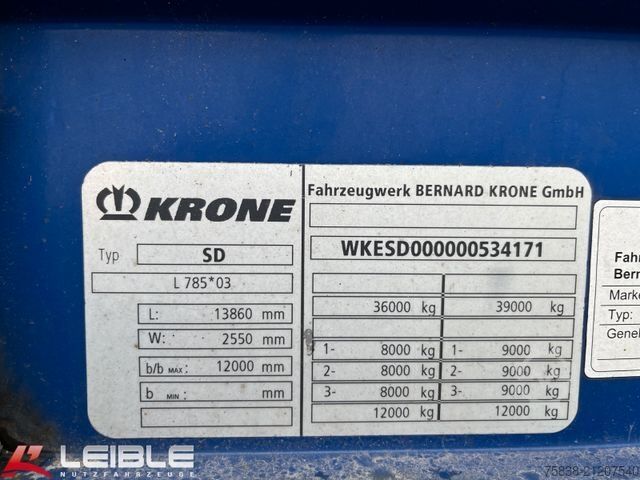 KRONE
Typ SD
L 785*03
L: 13860 mm
W: 2550 mm
b/b MAX: 12000 mm
b MIN: mm
Fahrzeugwerk BERNARD KRONE GmbH
WKESD000000534171
36000 kg 39000 kg
1- 8000 kg 1- 9000 kg
2- 8000 kg 2- 9000 kg
3- 8000 kg 3- 9000 kg
12000 kg 12000 kg
Fahr
Bern
Marke
Typ:
Geneh
LEIBLE
NUTZFAHRZEUGE
75838-21207540